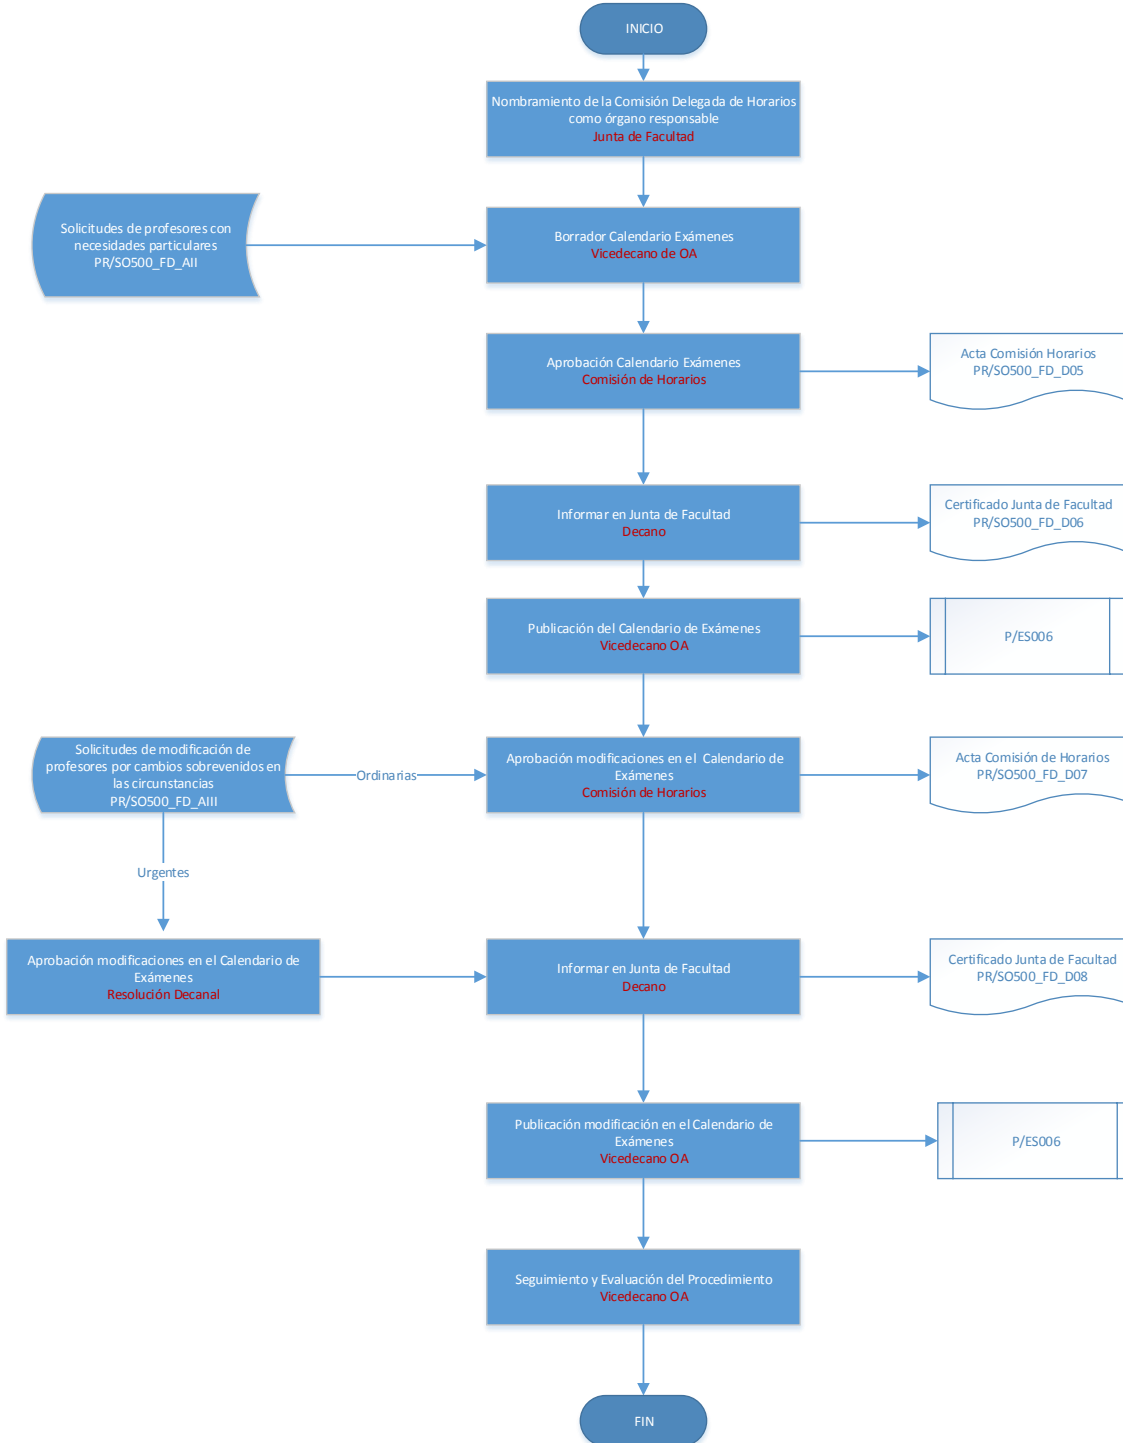 INICIO
Nombramiento de la Comisión Delegada de Horarios
como órgano responsable
Junta de Facultad
Solicitudes de profesores con
necesidades particulares
PR/SO500_FD_AII
Borrador Calendario Exámenes
Vicedecano de OA
Aprobación Calendario Exámenes
Comisión de Horarios
Acta Comisión Horarios
PR/SO500_FD_D05
Informar en Junta de Facultad
Decano
Certificado Junta de Facultad
PR/SO500_FD_D06
Publicación del Calendario de Exámenes
Vicedecano OA
P/ES006
Solicitudes de modificación de
profesores por cambios sobrevenidos en
las circunstancias
PR/SO500_FD_AIII
Ordinarias
Aprobación modificaciones en el Calendario de
Exámenes
Comisión de Horarios
Acta Comisión de Horarios
PR/SO500_FD_D07
Urgentes
Aprobación modificaciones en el Calendario de
Exámenes
Resolución Decanal
Informar en Junta de Facultad
Decano
Certificado Junta de Facultad
PR/SO500_FD_D08
Publicación modificación en el Calendario de
Exámenes
Vicedecano OA
P/ES006
Seguimiento y Evaluación del Procedimiento
Vicedecano OA
FIN